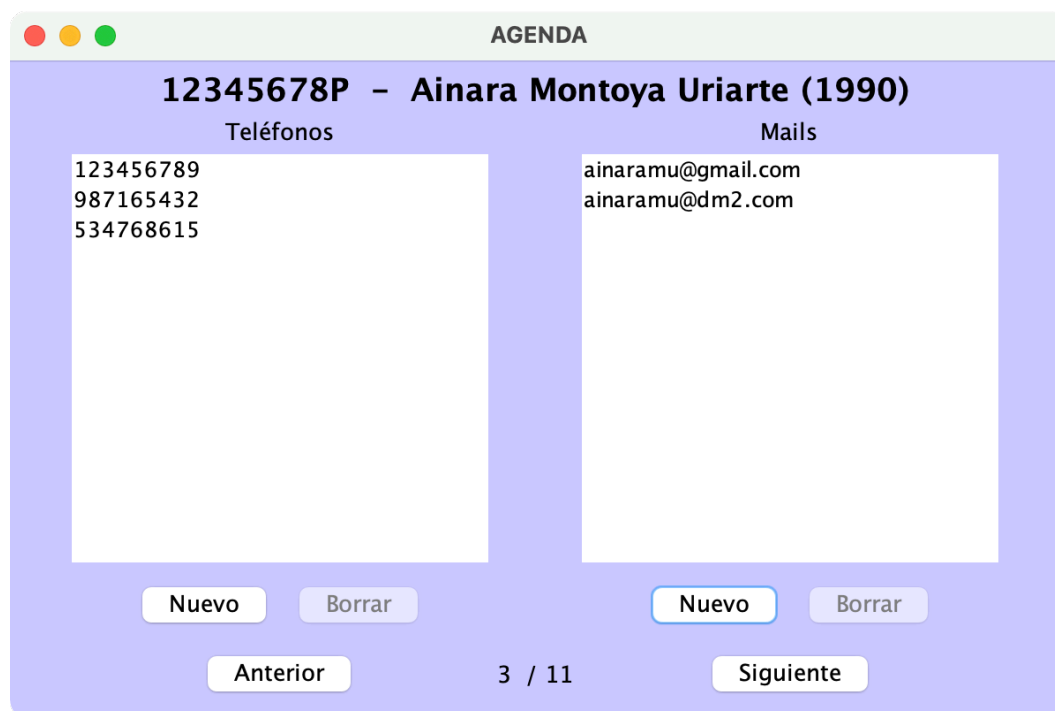 AGENDA
12345678P – Ainara Montoya Uriarte (1990)
Teléfonos
123456789
987165432
534768615
Mails
ainaramu@gmail.com
ainaramu@dm2.com
Nuevo Borrar
Nuevo Borrar
Anterior 3 / 11 Siguiente